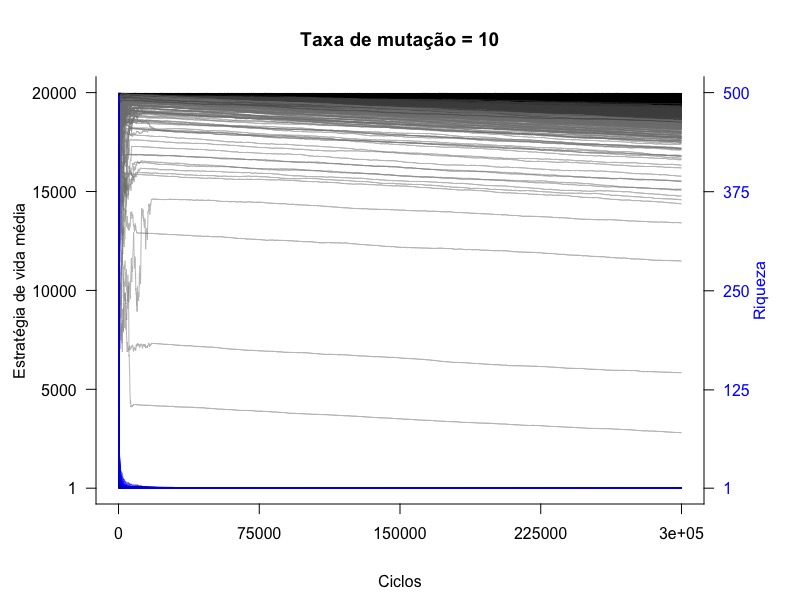 Taxa de mutação = 10
Estratégia de vida média
20000
15000
10000
5000
1
500
375
250
125
1
Riqueza
0
75000
150000
225000
3e+05
Ciclos